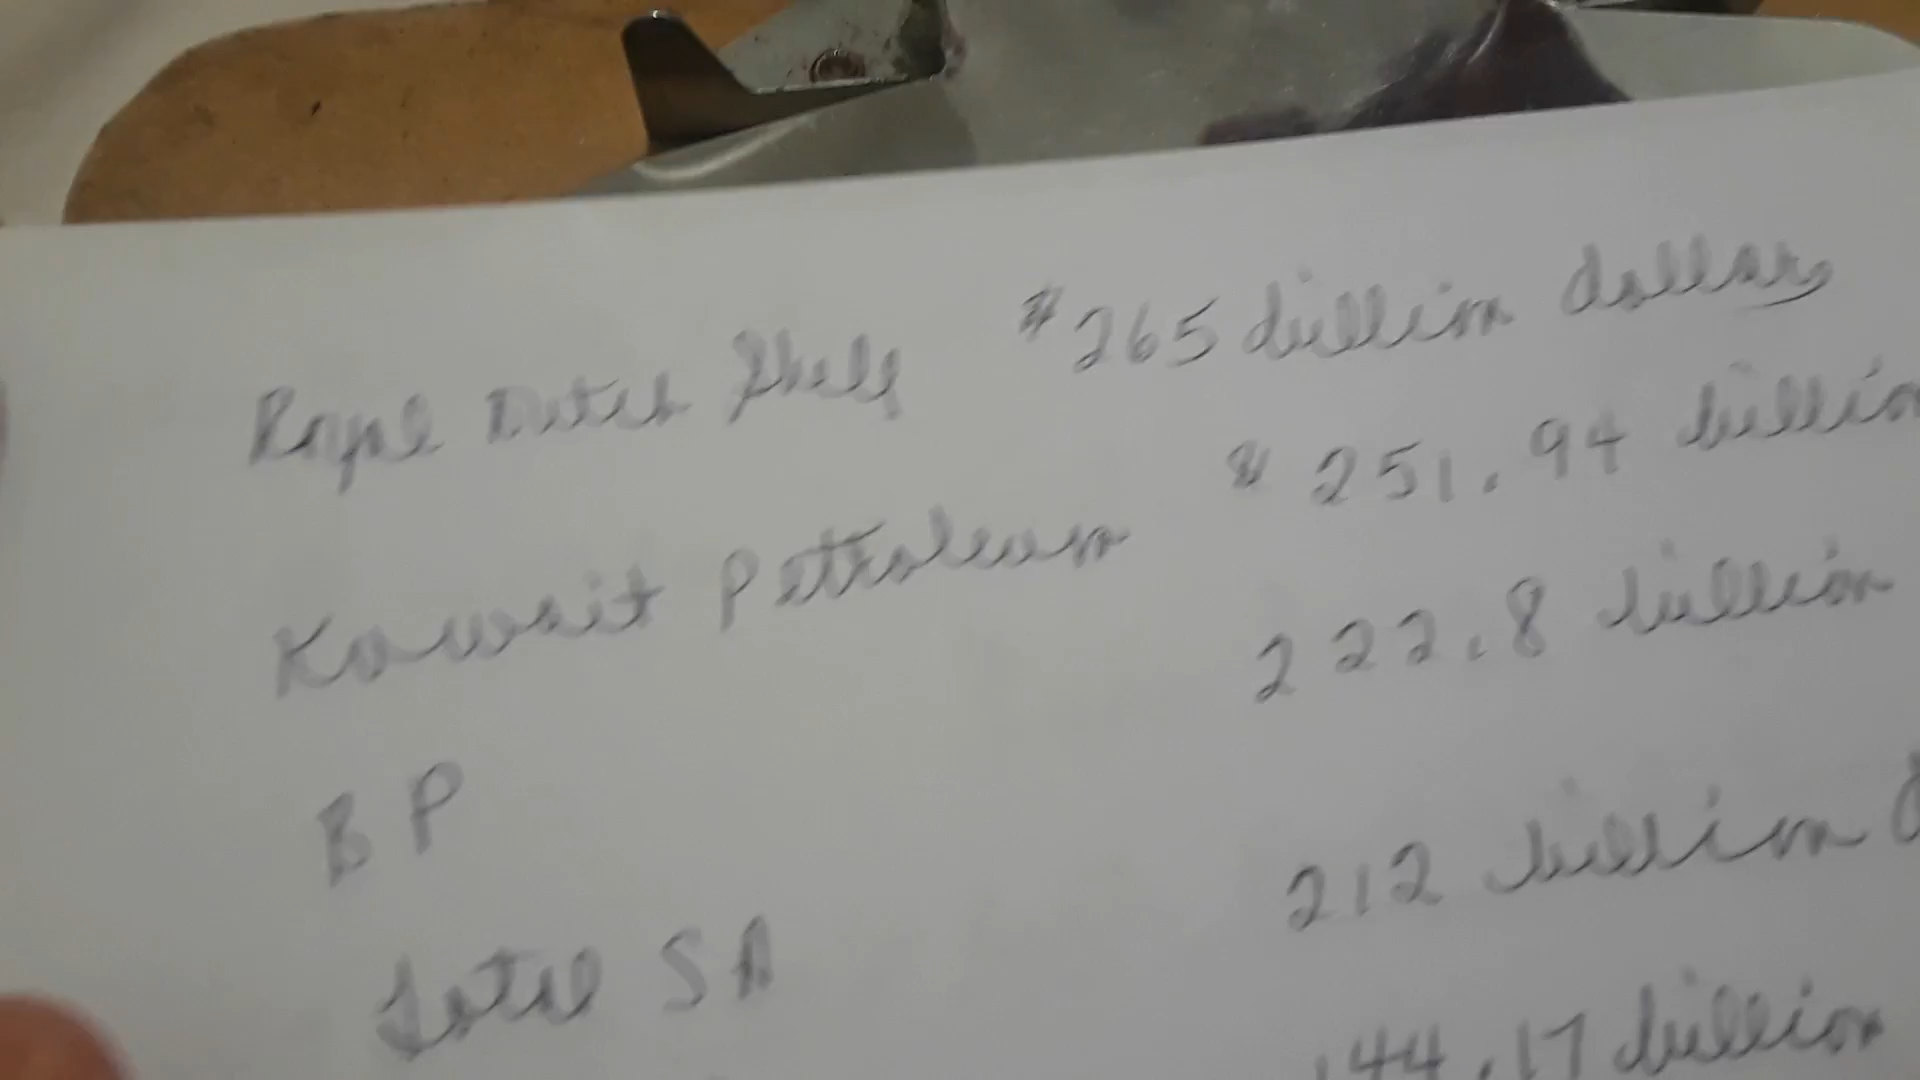 Royal Dutch Shell $265 billion dollars
Kuwait Petroleum $251.94 billion
BP 222.8 billion
Total SA 212 billion
144.17 billion